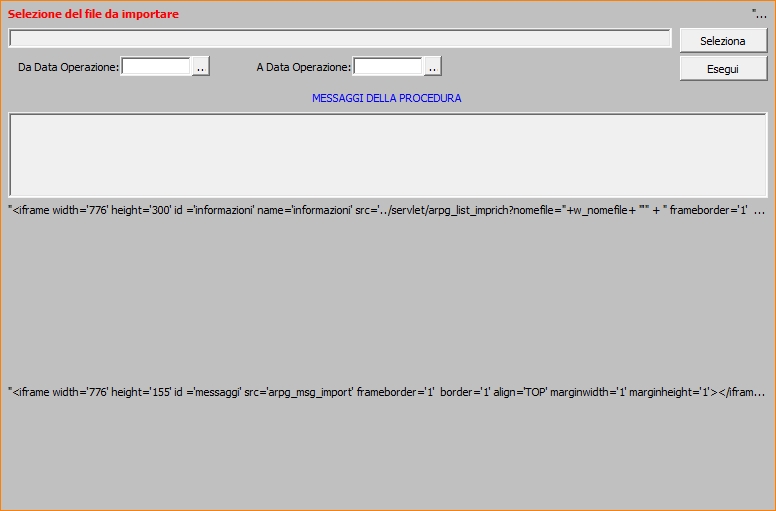 Selezione del file da importare "...
Seleziona
Da Data Operazione: .. A Data Operazione: .. Esegui
MESSAGGI DELLA PROCEDURA
"<iframe width='776' height='300' id ='informazioni' name='informazioni' src='../servlet/arpg_list_imprich?nomefile="+w_nomefile+ "'" + " frameborder='1' ...
"<iframe width='776' height='155' id ='messaggi' src='arpg_msg_import' frameborder='1' border='1' align='TOP' marginwidth='1' marginheight='1'></ifram...